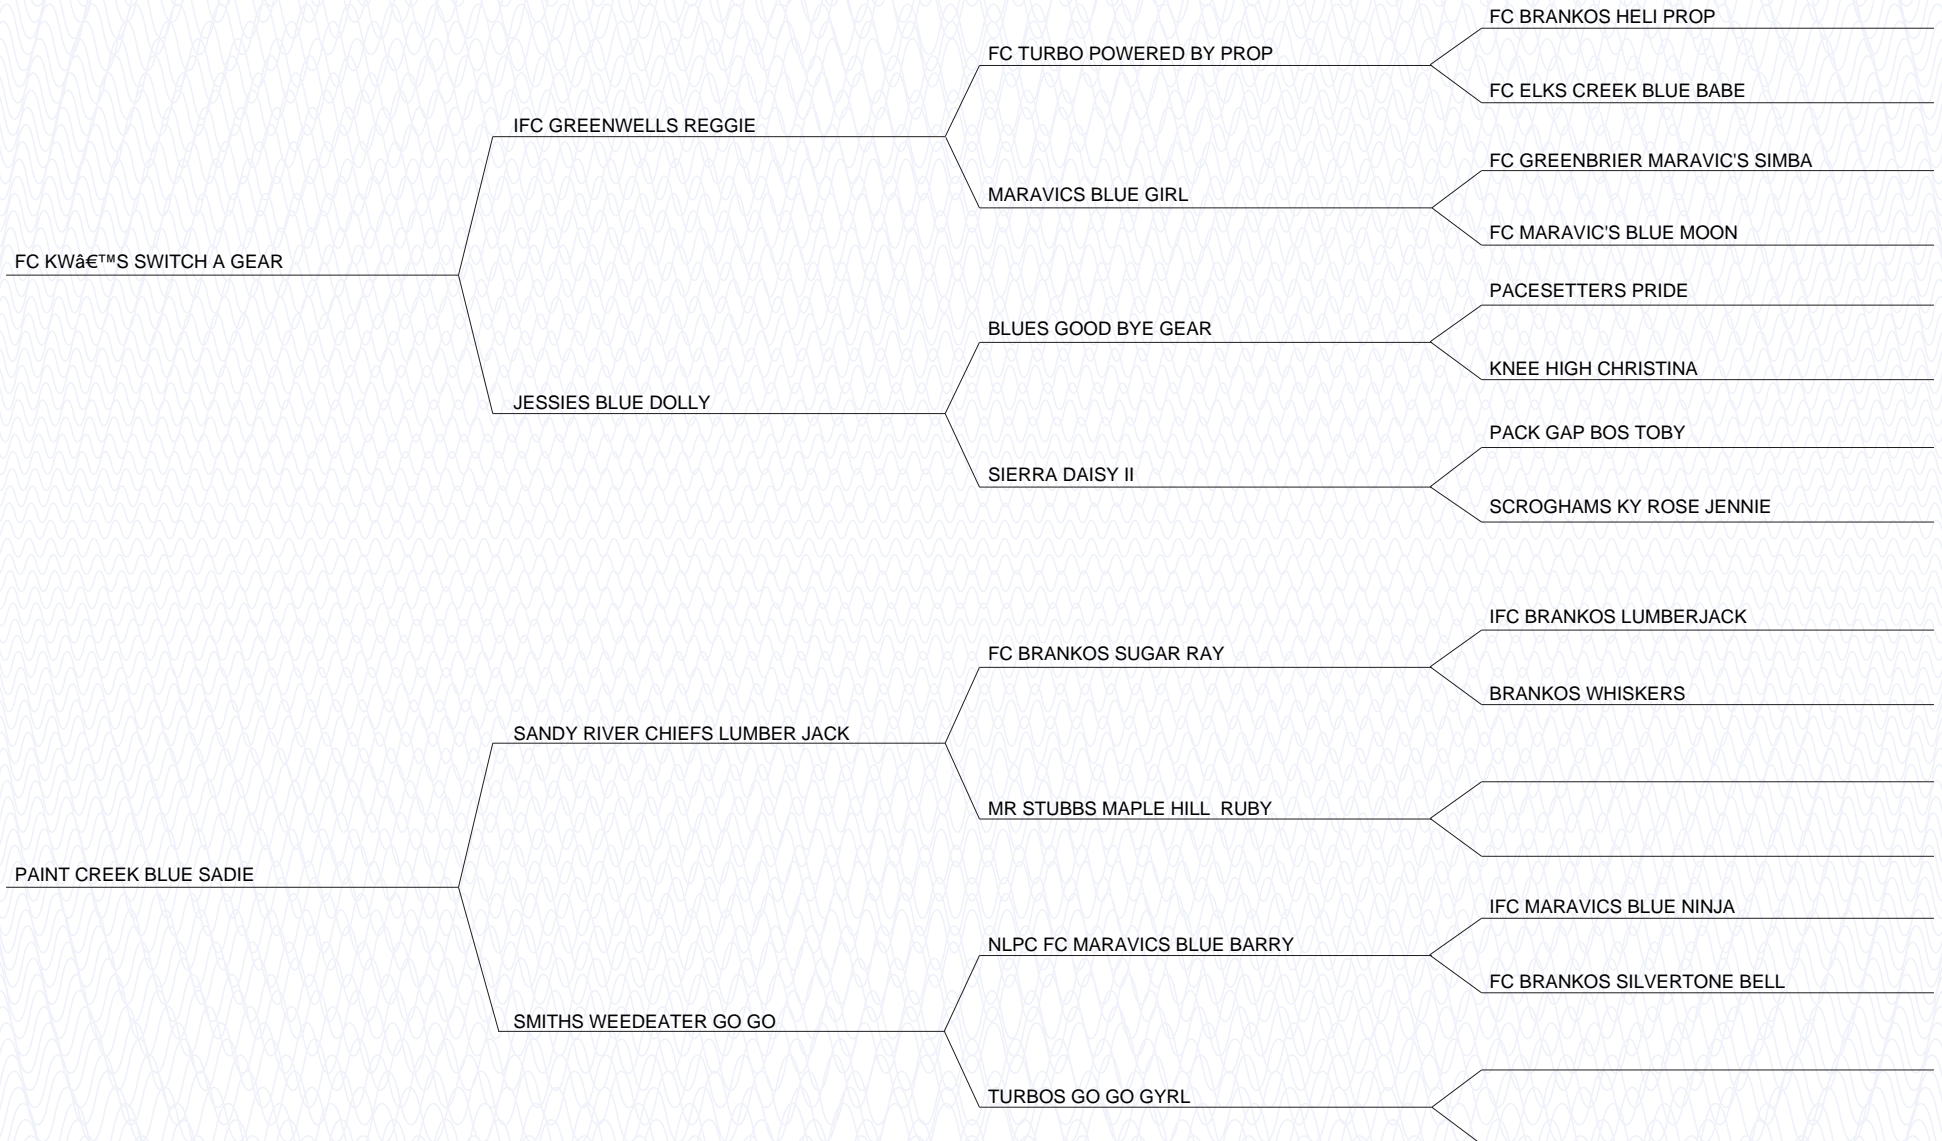 FC BRANKOS HELI PROP
FC TURBO POWERED BY PROP
FC ELKS CREEK BLUE BABE
IFC GREENWELLS REGGIE
FC GREENBRIER MARAVIC'S SIMBA
MARAVICS BLUE GIRL
FC MARAVIC'S BLUE MOON
FC KWâ€™S SWITCH A GEAR
PACESETTERS PRIDE
BLUES GOOD BYE GEAR
KNEE HIGH CHRISTINA
JESSIES BLUE DOLLY
PACK GAP BOS TOBY
SIERRA DAISY II
SCROGHAMS KY ROSE JENNIE
IFC BRANKOS LUMBERJACK
FC BRANKOS SUGAR RAY
BRANKOS WHISKERS
SANDY RIVER CHIEFS LUMBER JACK
MR STUBBS MAPLE HILL  RUBY
PAINT CREEK BLUE SADIE
IFC MARAVICS BLUE NINJA
NLPC FC MARAVICS BLUE BARRY
FC BRANKOS SILVERTONE BELL
SMITHS WEEDEATER GO GO
TURBOS GO GO GYRL